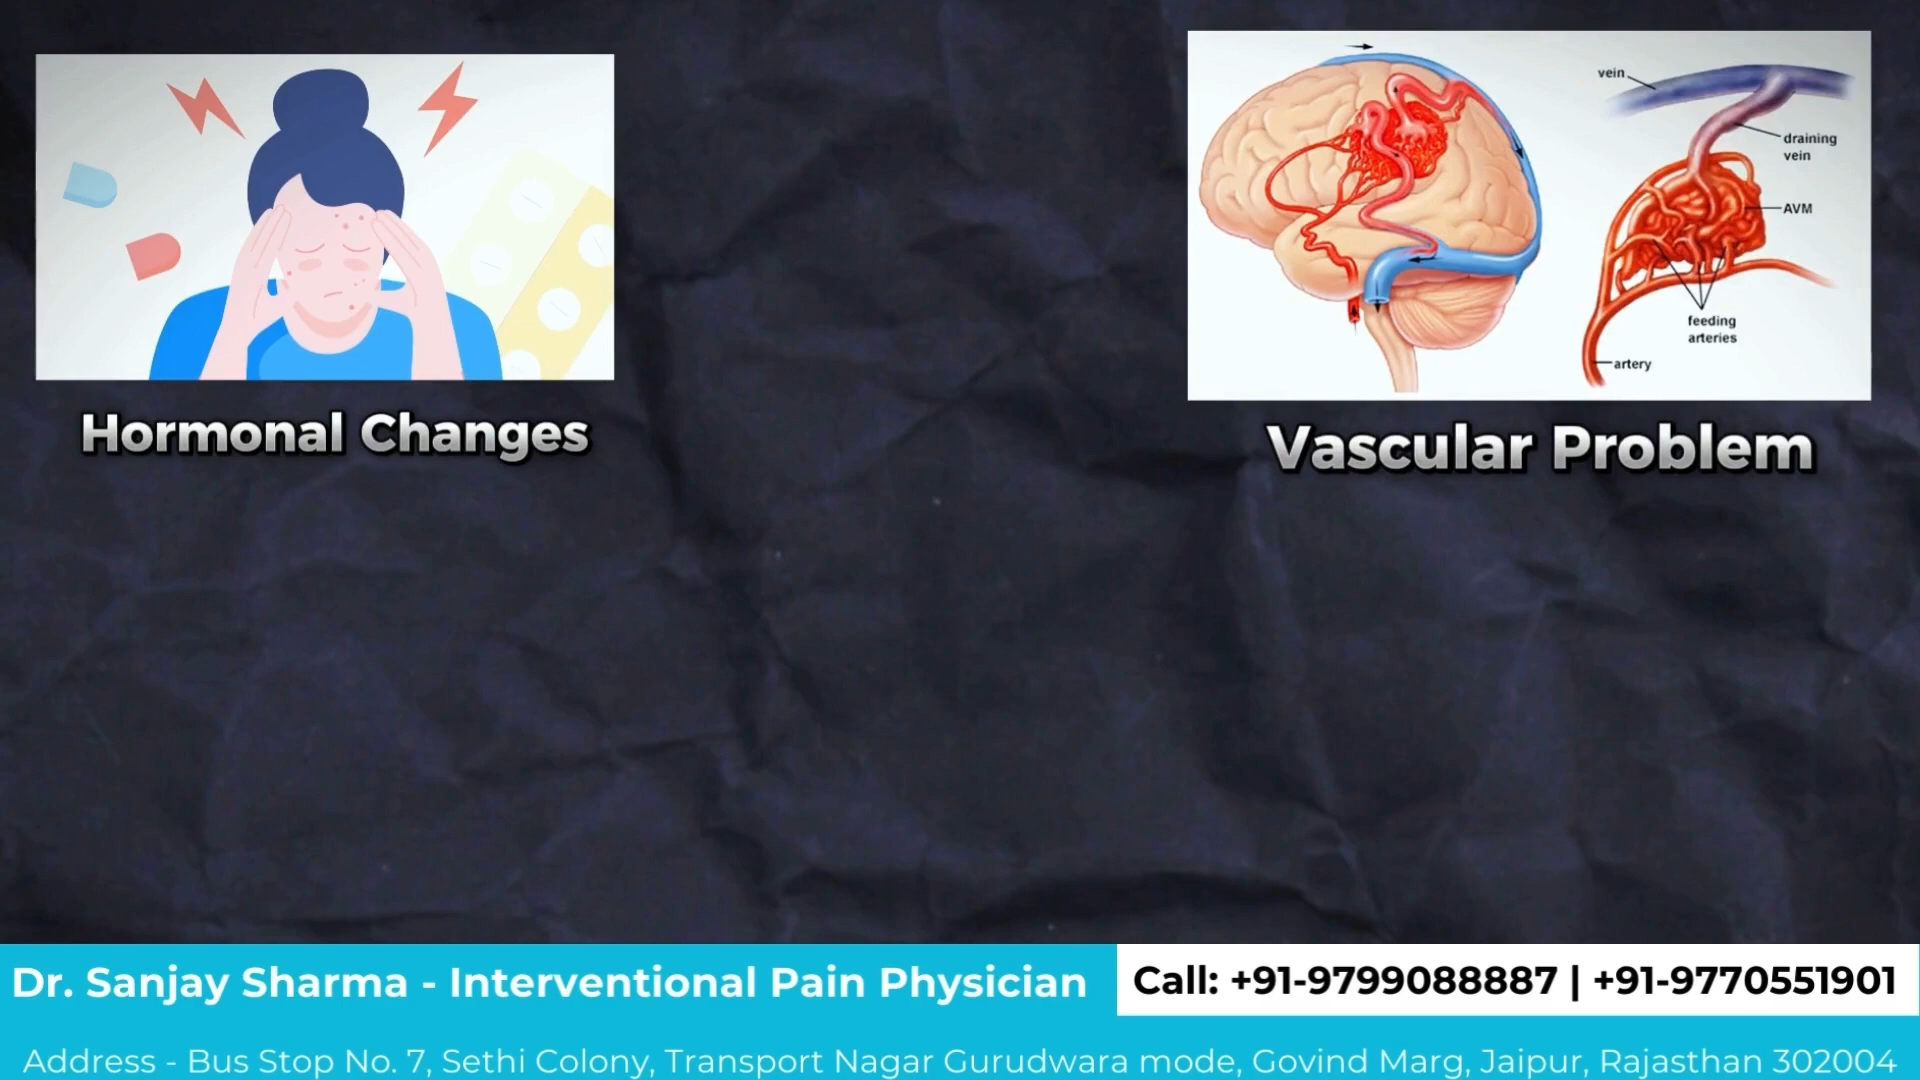 vein
draining
vein
AVM
feeding
arteries
artery
Hormonal Changes
Vascular Problem
Dr. Sanjay Sharma - Interventional Pain Physician
Call: +91-9799088887 | +91-9770551901
Address - Bus Stop No. 7, Sethi Colony, Transport Nagar Gurudwara mode, Govind Marg, Jaipur, Rajasthan 302004